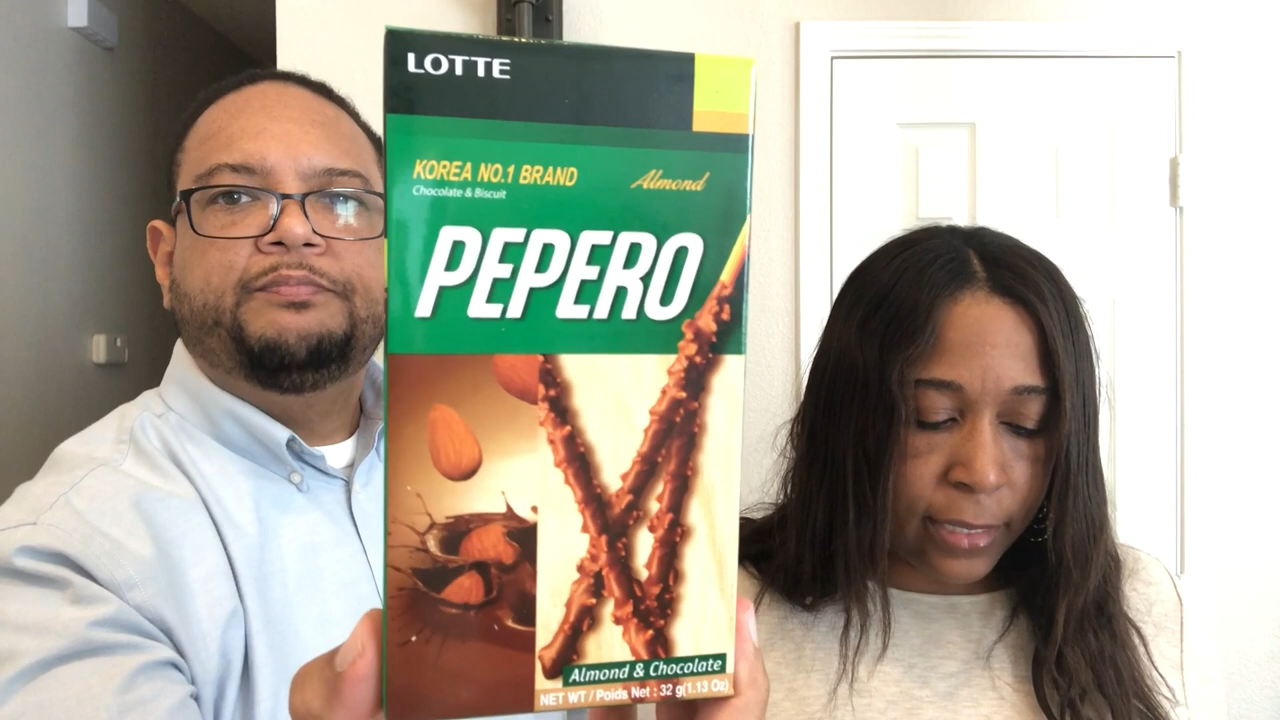 LOTTE
KOREA NO.1 BRAND
Almond
Chocolate & Biscuit
PEPERO
Almond & Chocolate
NET WT / Poids Net : 32 g(1.13 Oz)